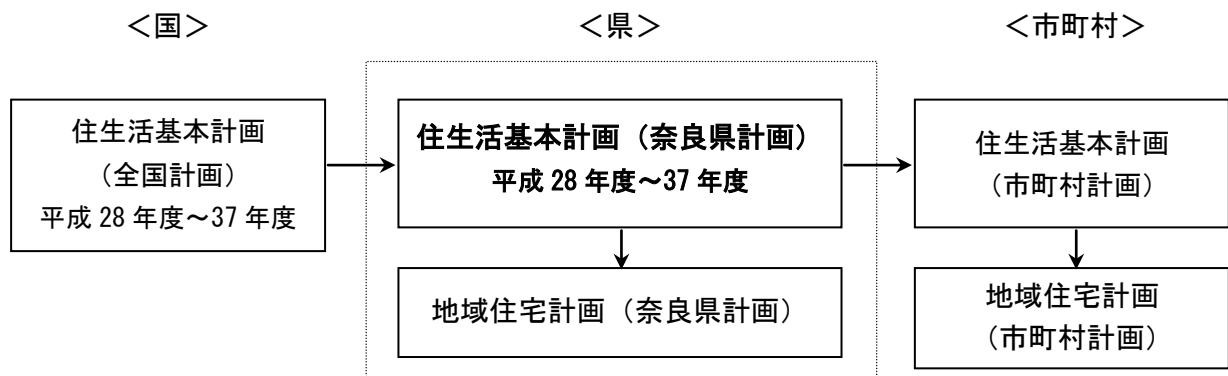 ＜国＞
＜県＞
＜市町村＞
住生活基本計画
（全国計画）
平成 28 年度～37 年度
住生活基本計画（奈良県計画）
平成 28 年度～37 年度
住生活基本計画
（市町村計画）
地域住宅計画（奈良県計画）
地域住宅計画
（市町村計画）